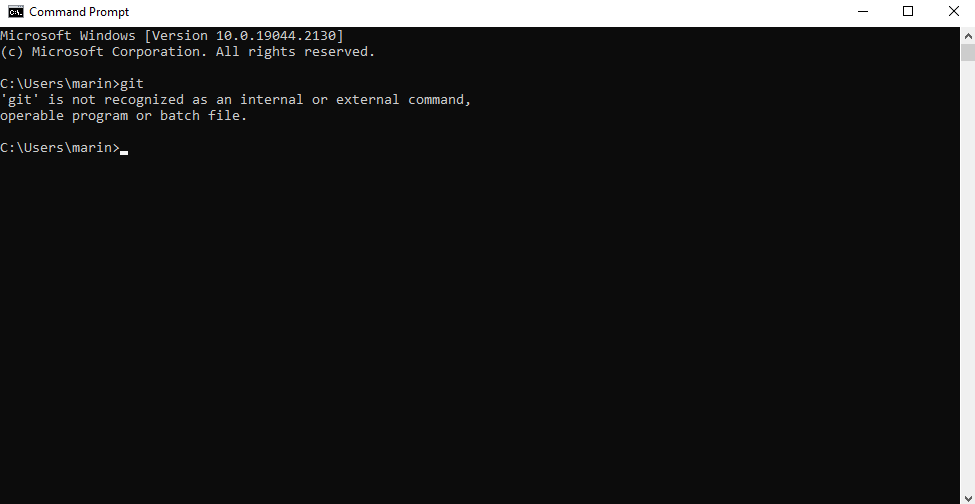 Command Prompt
Microsoft Windows [Version 10.0.19044.2130]
(c) Microsoft Corporation. All rights reserved.
C:\Users\marin>git
'git' is not recognized as an internal or external command,
operable program or batch file.
C:\Users\marin>